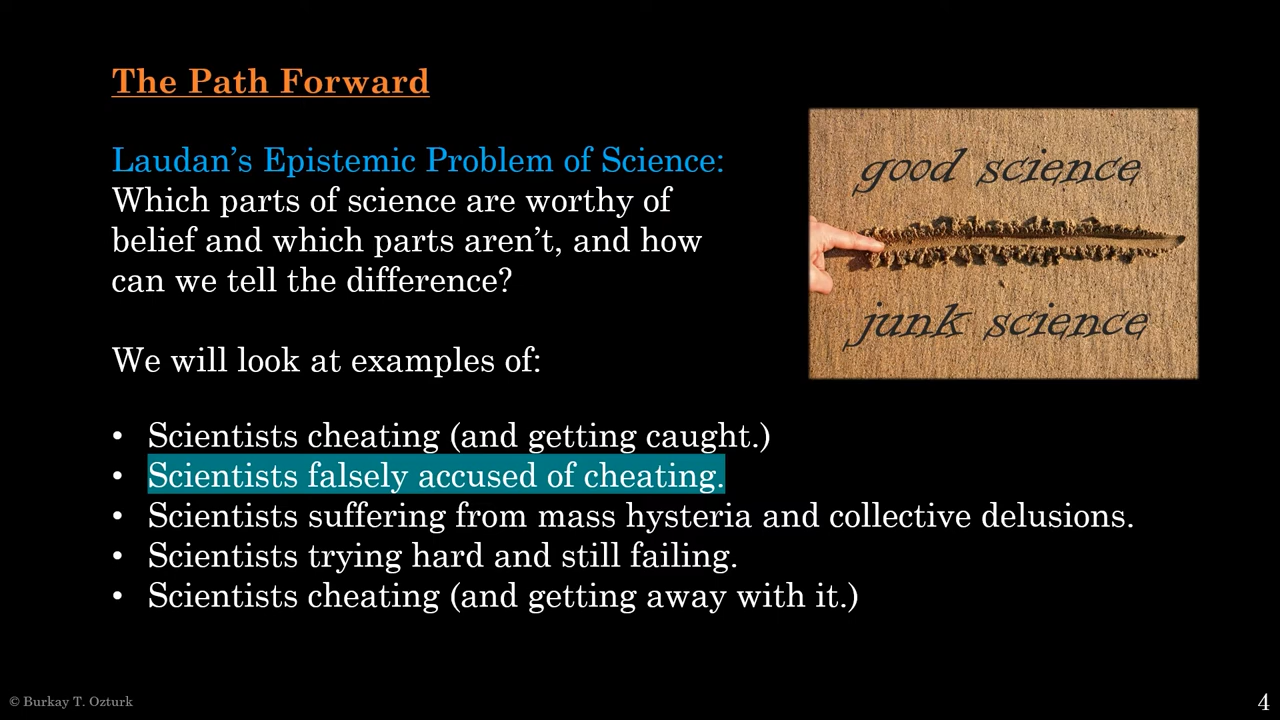 The Path Forward
Laudan’s Epistemic Problem of Science:
Which parts of science are worthy of
belief and which parts aren’t, and how
can we tell the difference?
good science
junk science
We will look at examples of:
• Scientists cheating (and getting caught.)
• Scientists falsely accused of cheating.
• Scientists suffering from mass hysteria and collective delusions.
• Scientists trying hard and still failing.
• Scientists cheating (and getting away with it.)
© Burkay T. Ozturk
4